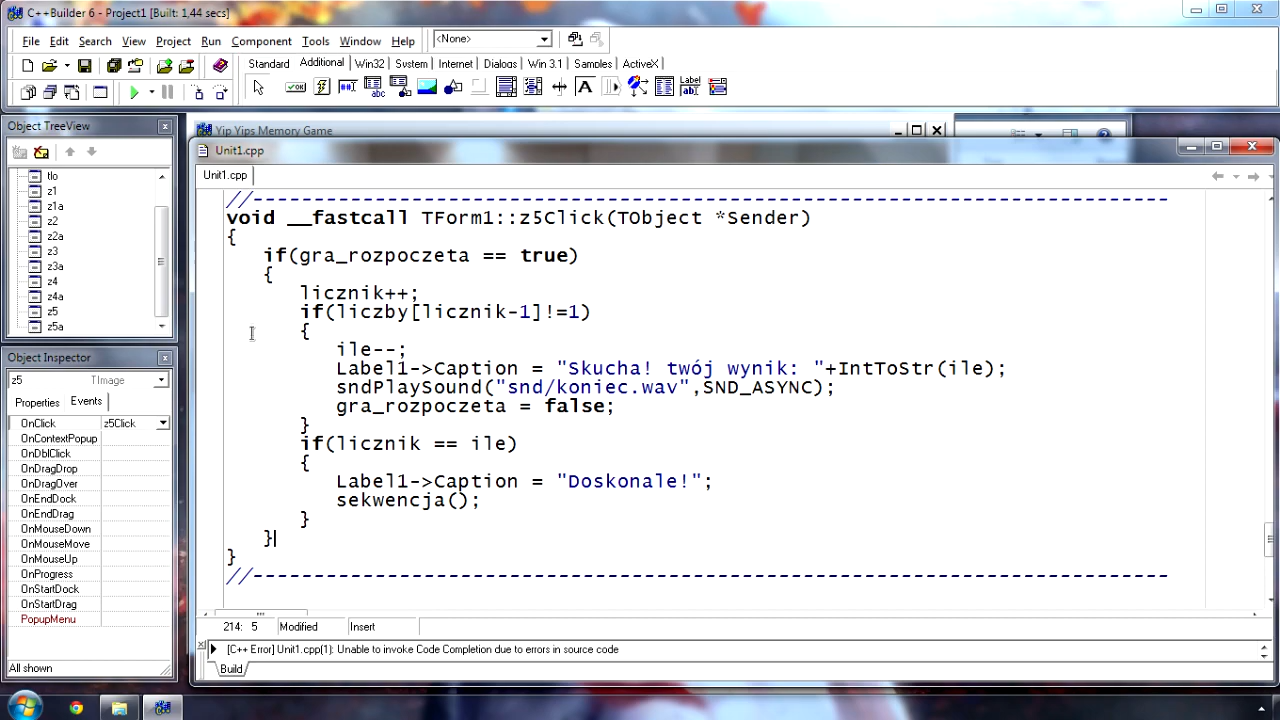 C++Builder 6 - Project1 [Built: 1,44 secs]
File Edit Search View Project Run Component Tools Window Help <None>
Standard Additional Win32 System Internet Dialogs Win 3.1 Samples ActiveX
Object TreeView
tlo
z1
z1a
z2
z2a
z3
z3a
z4
z4a
z5
z5a
Object Inspector
z5 TImage
Properties Events
OnClick z5Click
OnContextPopup
OnDblClick
OnDragDrop
OnDragOver
OnEndDock
OnEndDrag
OnMouseDown
OnMouseMove
OnMouseUp
OnProgress
OnStartDock
OnStartDrag
PopupMenu
All shown
Yip Yips Memory Game
Unit1.cpp
Unit1.cpp
//---------------------------------------------------------------------------
void __fastcall TForm1::z5Click(TObject *Sender)
{
if(gra_rozpoczeta == true)
{
licznik++;
if(liczby[licznik-1]!=1)
{
ile--;
Label1->Caption = "Skucha! twój wynik: "+IntToStr(ile);
sndPlaySound("snd/koniec.wav",SND_ASYNC);
gra_rozpoczeta = false;
}
if(licznik == ile)
{
Label1->Caption = "Doskonale!";
sekwencja();
}
}
}
//---------------------------------------------------------------------------
214: 5 Modified Insert
[C++ Error] Unit1.cpp(1): Unable to invoke Code Completion due to errors in source code
Build